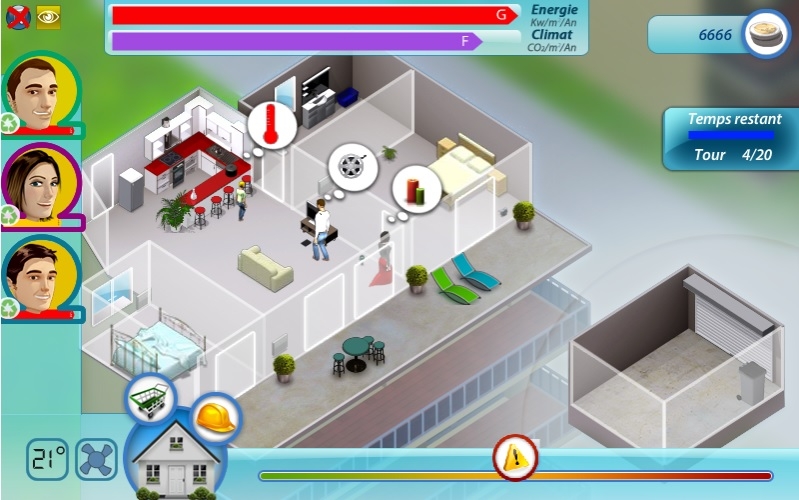 G
Energie
Kw/m²/An
F
Climat
CO₂/m²/An
6666
Temps restant
Tour 4/20
21°